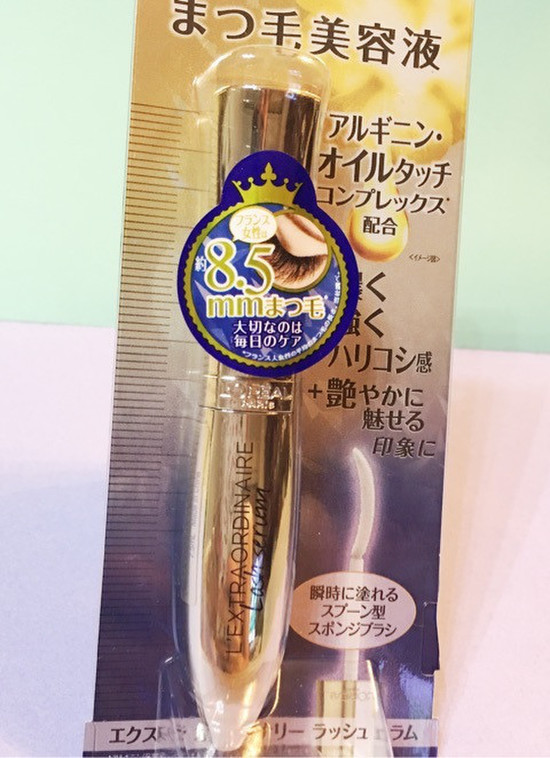 まつ毛美容液
アルギニン・
オイルタッチ
コンプレックス*
配合
<イメージ図>
フランス
女性は
約8.5
mmまつ毛*
大切なのは
毎日のケア
く
強く
ハリコシ感
+艶やかに
魅せる
印象に
PARIS
L'EXTRAORDINAIRE
Lash serum
瞬時に塗れる
スプーン型
スポンジブラシ
エクス リー ラッシュ ラム